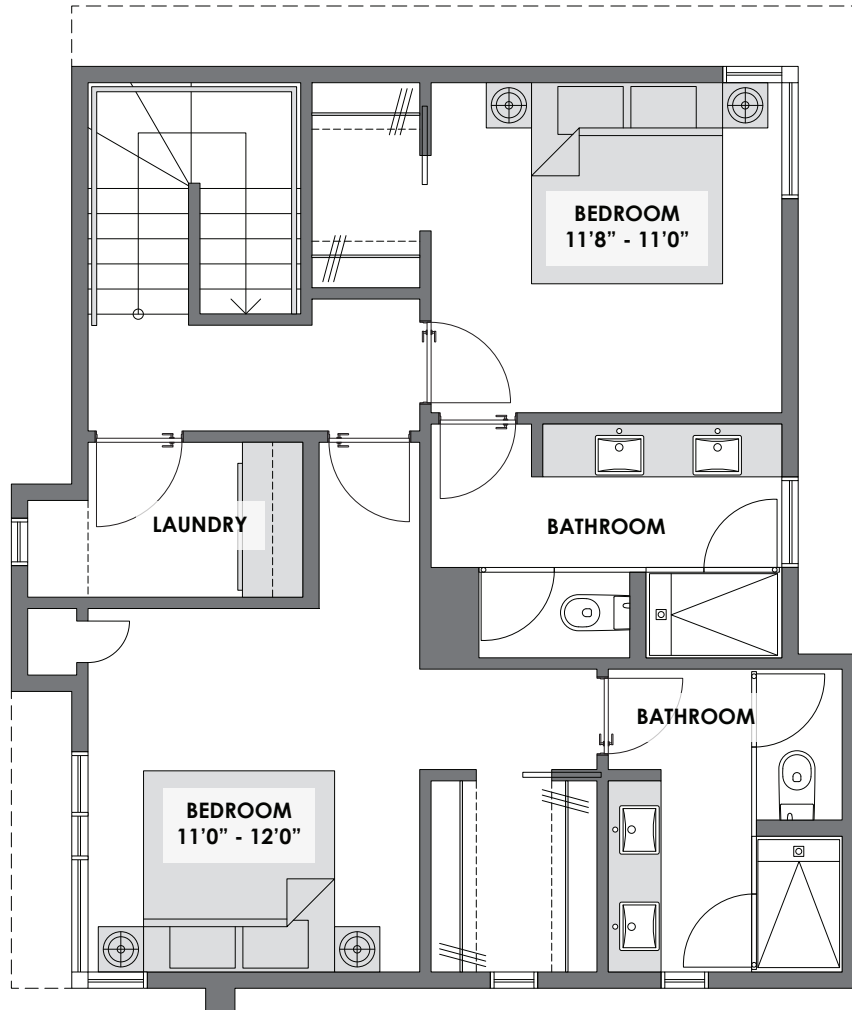 BEDROOM
11’8” - 11’0”
LAUNDRY
BATHROOM
BATHROOM
BEDROOM
11’0” - 12’0”